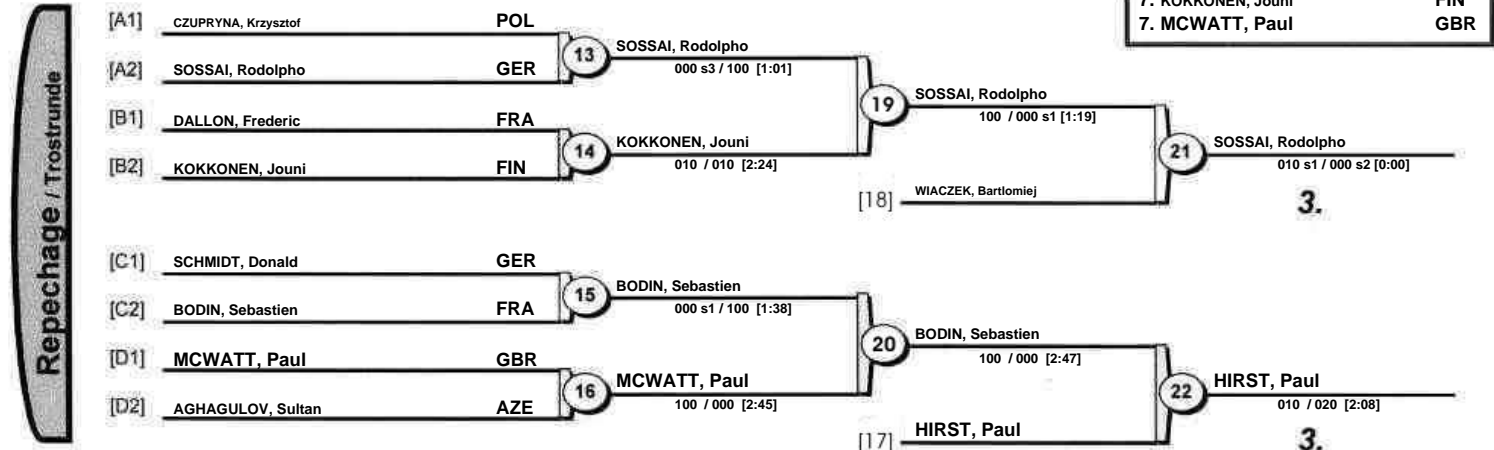 7. KOKKONEN, Jouni FIN
7. MCWATT, Paul GBR
Repechage / Trostrunde
[A1] CZUPRYNA, Krzysztof POL
[A2] SOSSAI, Rodolpho GER
13 SOSSAI, Rodolpho
000 s3 / 100 [1:01]
[B1] DALLON, Frederic FRA
[B2] KOKKONEN, Jouni FIN
14 KOKKONEN, Jouni
010 / 010 [2:24]
19 SOSSAI, Rodolpho
100 / 000 s1 [1:19]
[18] WIACZEK, Bartlomiej
21 SOSSAI, Rodolpho
010 s1 / 000 s2 [0:00]
3.
[C1] SCHMIDT, Donald GER
[C2] BODIN, Sebastien FRA
15 BODIN, Sebastien
000 s1 / 100 [1:38]
[D1] MCWATT, Paul GBR
[D2] AGHAGULOV, Sultan AZE
16 MCWATT, Paul
100 / 000 [2:45]
20 BODIN, Sebastien
100 / 000 [2:47]
[17] HIRST, Paul
22 HIRST, Paul
010 / 020 [2:08]
3.